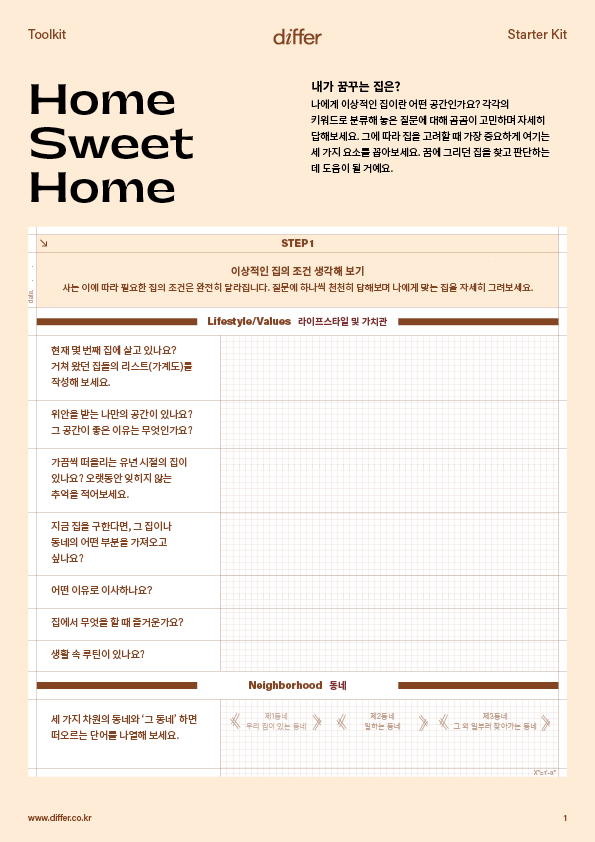 Toolkit
differ
Starter Kit
Home
Sweet
Home
내가 꿈꾸는 집은?
나에게 이상적인 집이란 어떤 공간인가요? 각각의
키워드로 분류해 놓은 질문에 대해 곰곰이 고민하며 자세히
답해보세요. 그에 따라 집을 고려할 때 가장 중요하게 여기는
세 가지 요소를 꼽아보세요. 꿈에 그리던 집을 찾고 판단하는
데 도움이 될 거예요.
STEP 1
date. . .
이상적인 집의 조건 생각해 보기
사는 이에 따라 필요한 집의 조건은 완전히 달라집니다. 질문에 하나씩 천천히 답해보며 나에게 맞는 집을 자세히 그려보세요.
Lifestyle/Values 라이프스타일 및 가치관
현재 몇 번째 집에 살고 있나요?
거쳐 왔던 집들의 리스트(가계도)를
작성해 보세요.
위안을 받는 나만의 공간이 있나요?
그 공간이 좋은 이유는 무엇인가요?
가끔씩 떠올리는 유년 시절의 집이
있나요? 오랫동안 잊히지 않는
추억을 적어보세요.
지금 집을 구한다면, 그 집이나
동네의 어떤 부분을 가져오고
싶나요?
어떤 이유로 이사하나요?
집에서 무엇을 할 때 즐거운가요?
생활 속 루틴이 있나요?
Neighborhood 동네
세 가지 차원의 동네와 ‘그 동네’ 하면
떠오르는 단어를 나열해 보세요.
제1동네
우리 집이 있는 동네
제2동네
일하는 동네
제3동네
그 외 일부러 찾아가는 동네
X"=1'-0"
www.differ.co.kr
1